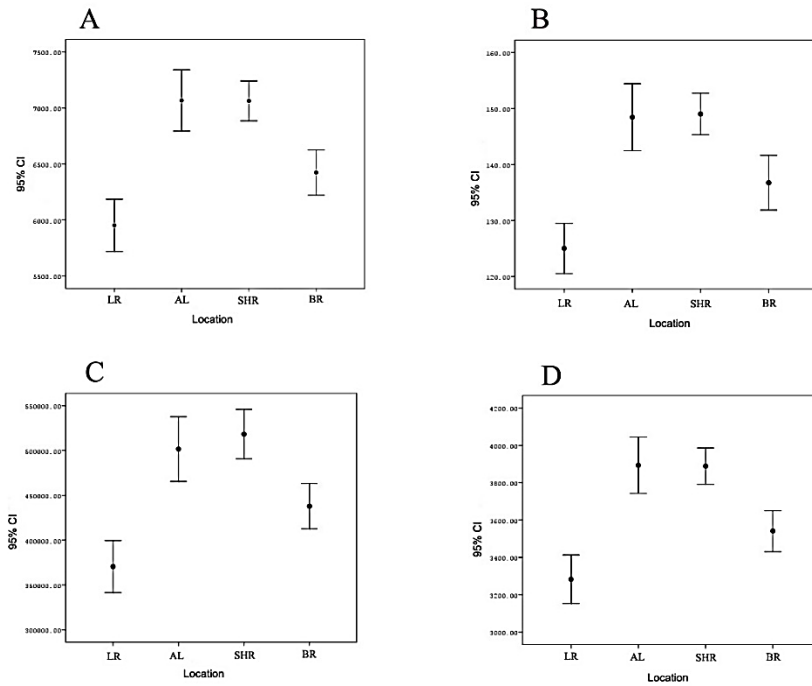 A
7500.00
7000.00
6500.00
6000.00
5500.00
95% CI
LR AL SHR BR
Location
B
160.00
150.00
140.00
130.00
120.00
95% CI
LR AL SHR BR
Location
C
550000.00
500000.00
450000.00
400000.00
350000.00
300000.00
95% CI
LR AL SHR BR
Location
D
4200.00
4000.00
3800.00
3600.00
3400.00
3200.00
3000.00
95% CI
LR AL SHR BR
Location